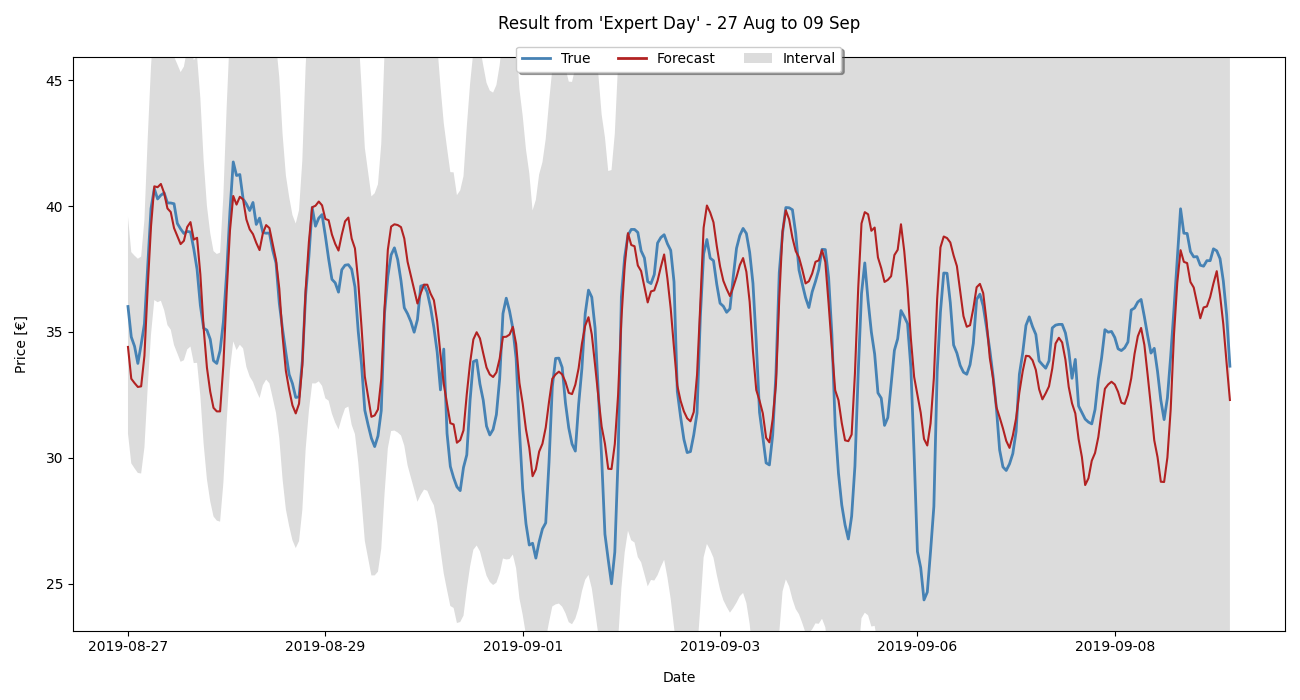 Result from 'Expert Day' - 27 Aug to 09 Sep
True Forecast Interval
45
40
35
30
25
Price [€]
2019-08-27 2019-08-29 2019-09-01 2019-09-03 2019-09-06 2019-09-08
Date